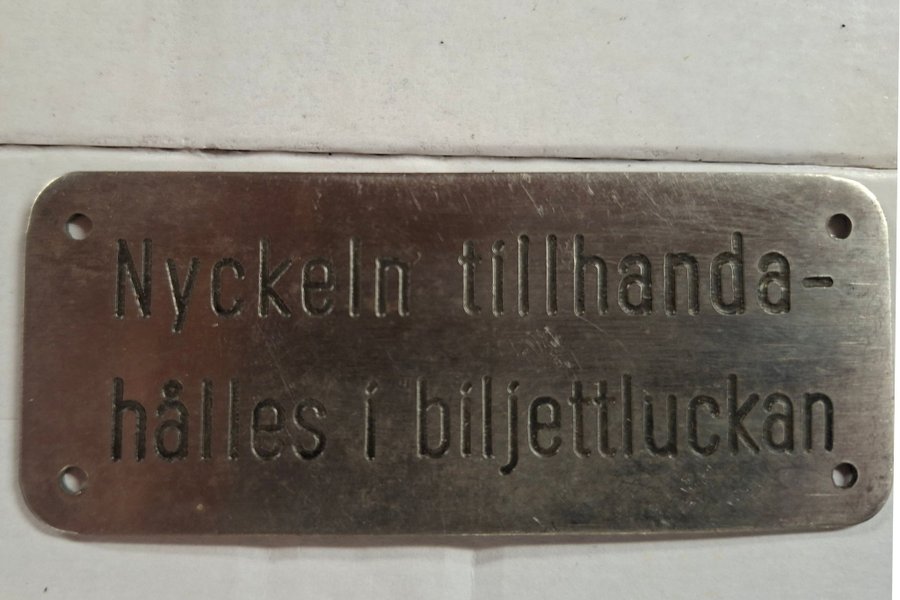 Nyckeln tillhanda-
hålles i biljettluckan